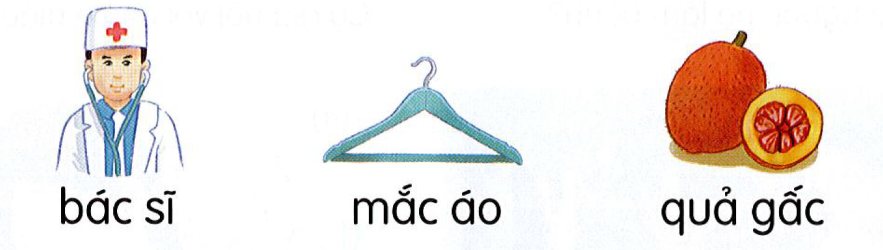 bác sĩ mắc áo quả gấc